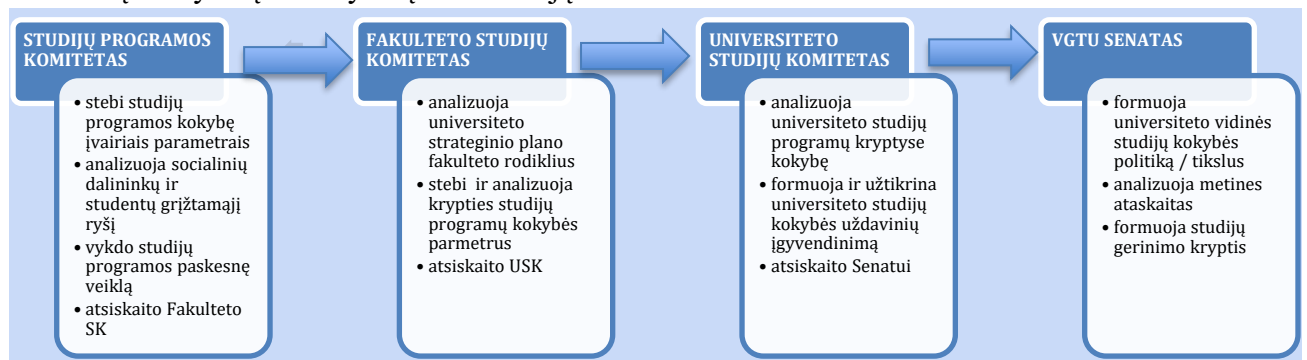 STUDIJŲ PROGRAMOS
KOMITETAS
• stebi studijų
programos kokybę
įvairiais parametrais
• analizuoja socialinių
dalininkų ir
studentų grįžtamąjį
ryšį
• vykdo studijų
programos paskesnę
veiklą
• atsiskaito Fakulteto
SK
FAKULTETO STUDIJŲ
KOMITETAS
• analizuoja
universiteto
strateginio plano
fakulteto rodiklius
• stebi ir analizuoja
krypties studijų
programų kokybės
parmetrus
• atsiskaito USK
UNIVERSITETO
STUDIJŲ KOMITETAS
• analizuoja
universiteto studijų
programų kryptyse
kokybę
• formuoja ir užtikrina
universiteto studijų
kokybės uždavinių
įgyvendinimą
• atsiskaito Senatui
VGTU SENATAS
• formuoja
universiteto vidinės
studijų kokybės
politiką / tikslus
• analizuoja metines
ataskaitas
• formuoja studijų
gerinimo kryptis